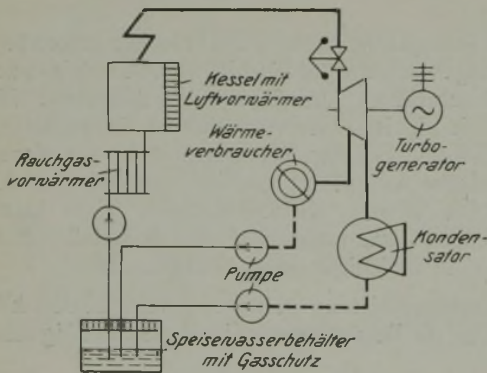 Kessel mit
Luftvorwärmer
Wärme-
verbraucher
Turbo-
generator
Rauchgas-
vorwärmer
Konden-
sator
Pumpe
Speisewasserbehälter
mit Gasschutz